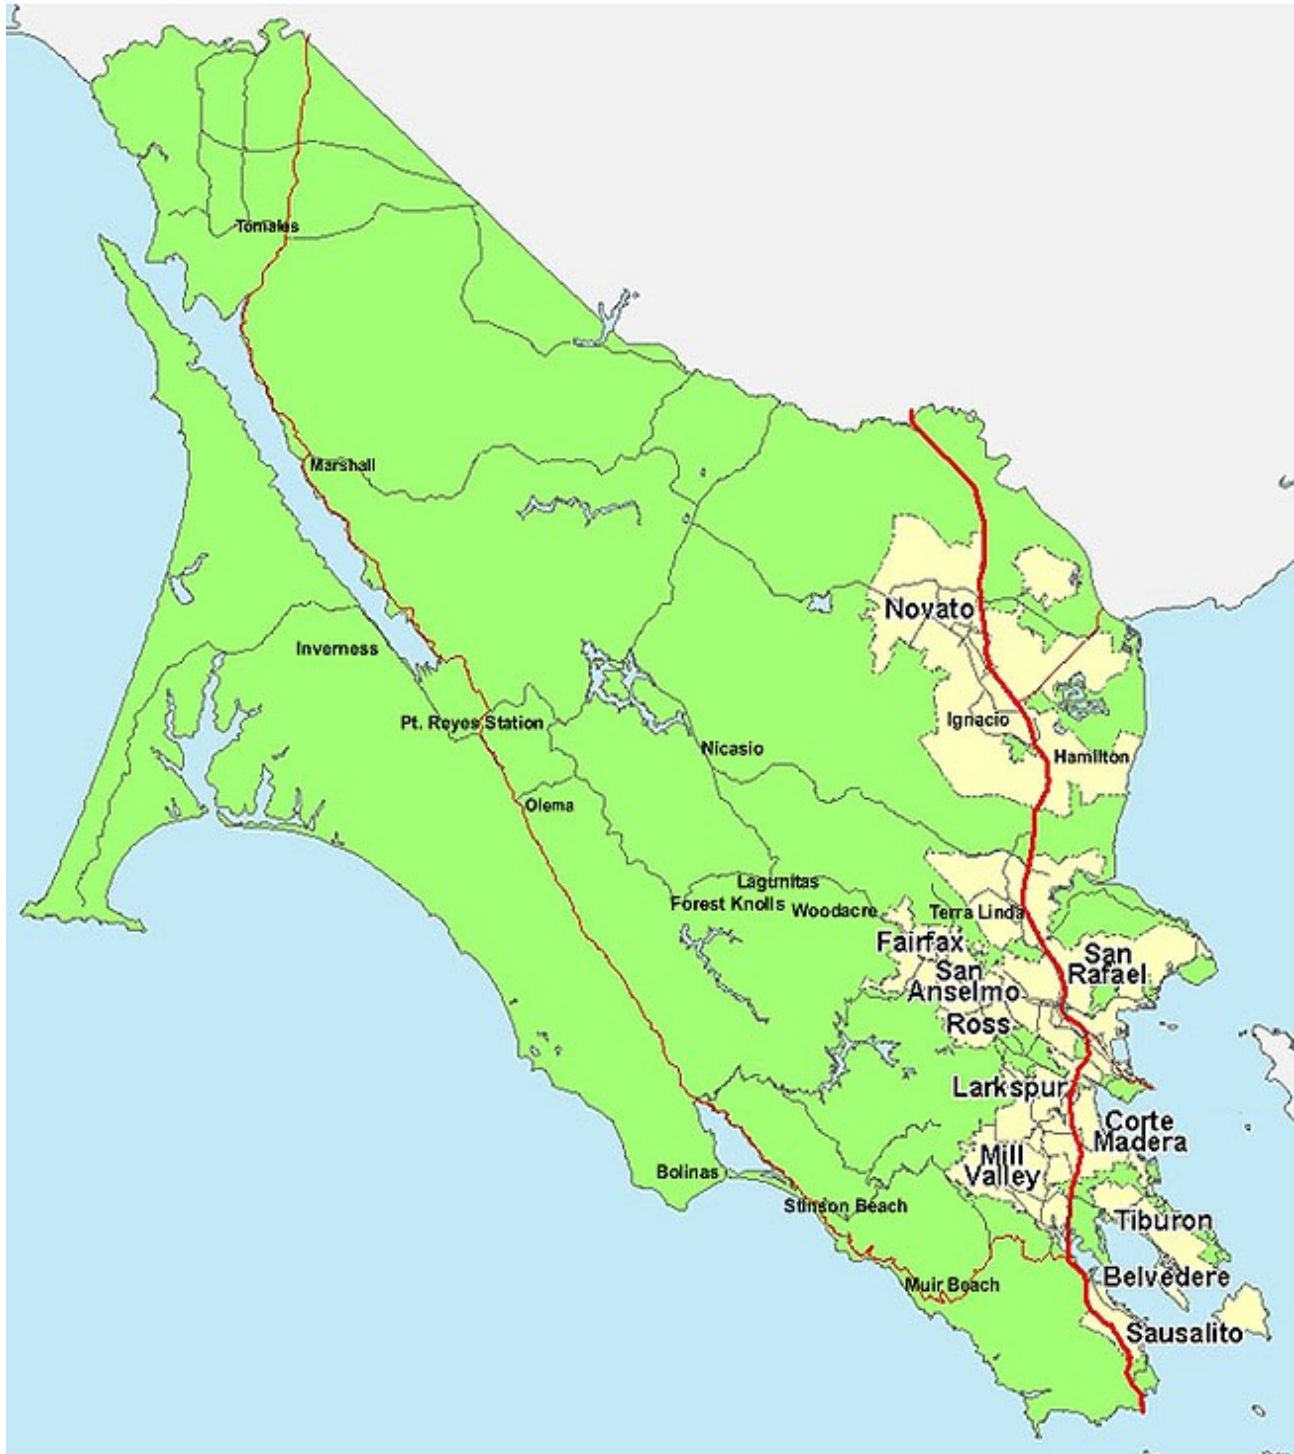 Tomales
Marshall
Novato
Inverness
Pt. Reyes Station
Ignacio
Nicasio
Hamilton
Olema
Lagunitas
Forest Knolls
Woodacre
Terra Linda
Fairfax
San
Rafael
San
Anselmo
Ross
Larkspur
Corte
Madera
Mill
Valley
Bolinas
Stinson Beach
Tiburon
Muir Beach
Belvedere
Sausalito